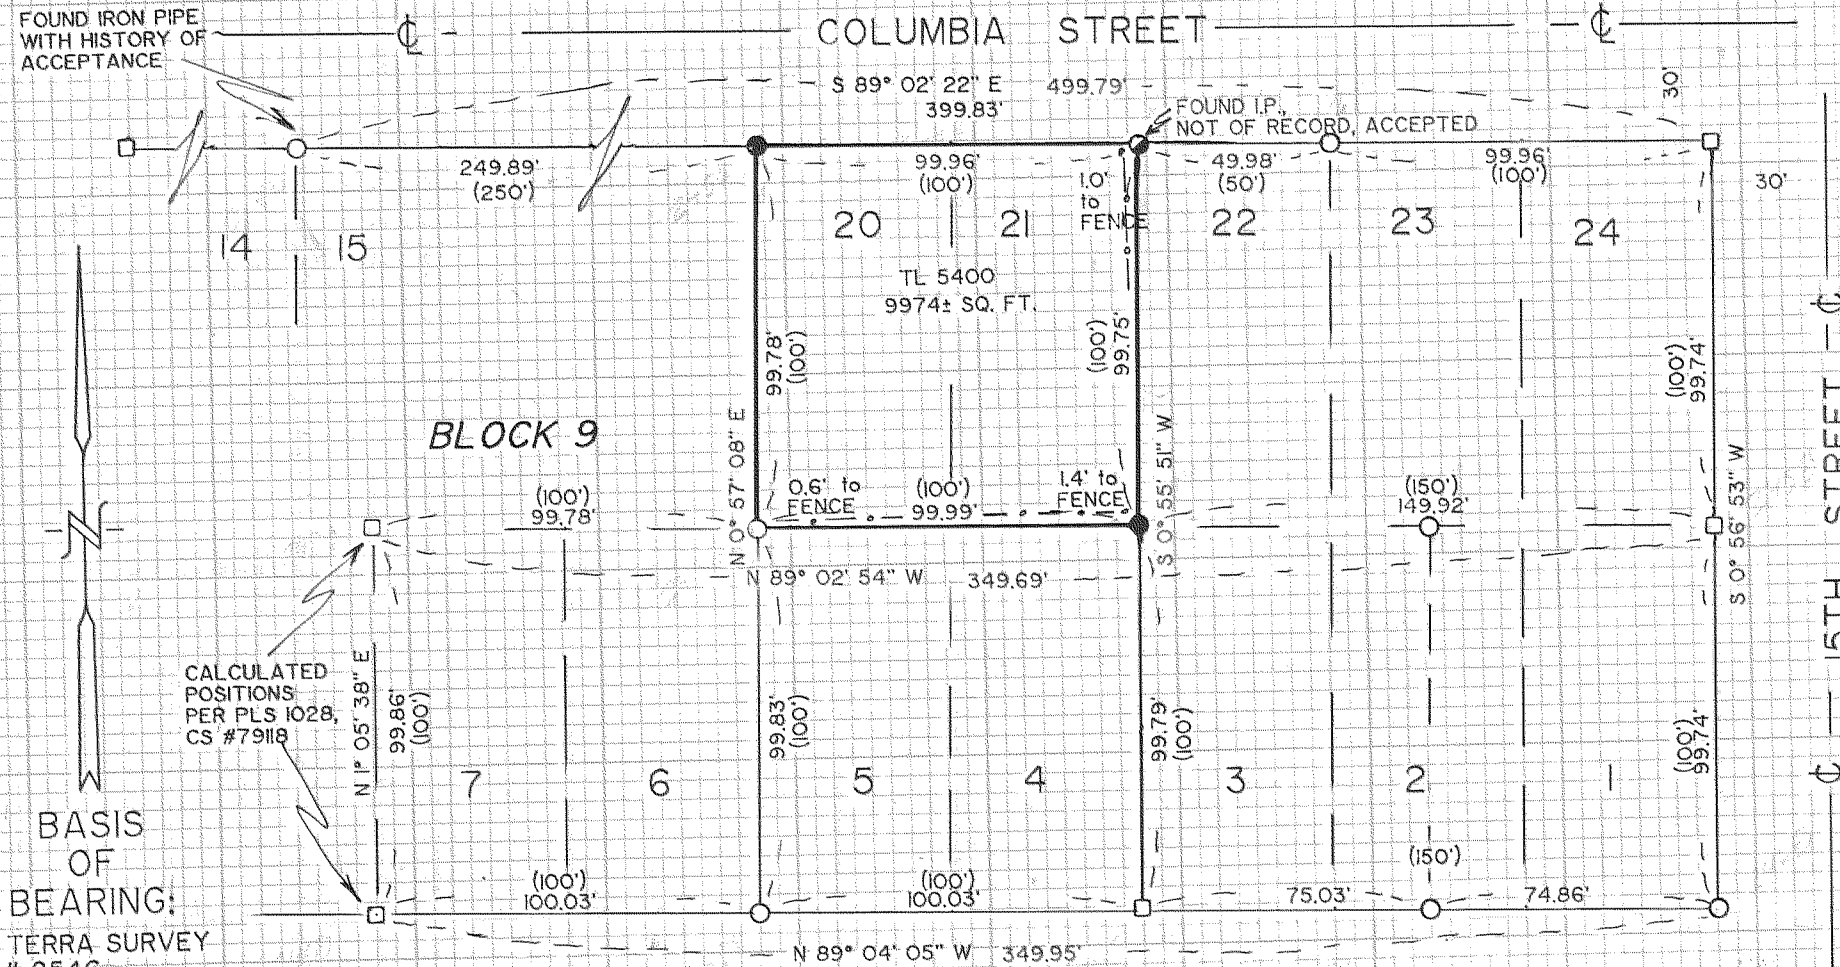 FOUND IRON PIPE
WITH HISTORY OF
ACCEPTANCE
℄
COLUMBIA STREET
℄
S 89° 02' 22" E 499.79'
399.83'
30'
FOUND I.P.,
NOT OF RECORD, ACCEPTED
249.89'
(250')
99.96'
(100')
1.0'
to
FENCE
49.98'
(50')
99.96'
(100')
30'
14
15
20
21
22
23
24
TL 5400
9974± SQ. FT.
99.78'
(100')
(100')
99.75'
(100')
99.74'
℄
BLOCK 9
N 0° 57' 08" E
S 0° 55' 51" W
S 0° 56' 53" W
15TH STREET
(100')
99.78'
0.6' to
FENCE
(100')
99.99'
1.4' to
FENCE
(150')
149.92'
N 89° 02' 54" W 349.69'
CALCULATED
POSITIONS
PER PLS 1028,
CS #79118
N 1° 05' 38" E
99.86'
(100')
99.83'
(100')
99.79'
(100')
(100')
99.74'
℄
7
6
5
4
3
2
1
BASIS
OF
BEARING:
TERRA SURVEY
(100')
100.03'
(100')
100.03'
(150')
75.03'
74.86'
N 89° 04' 05" W 349.95'